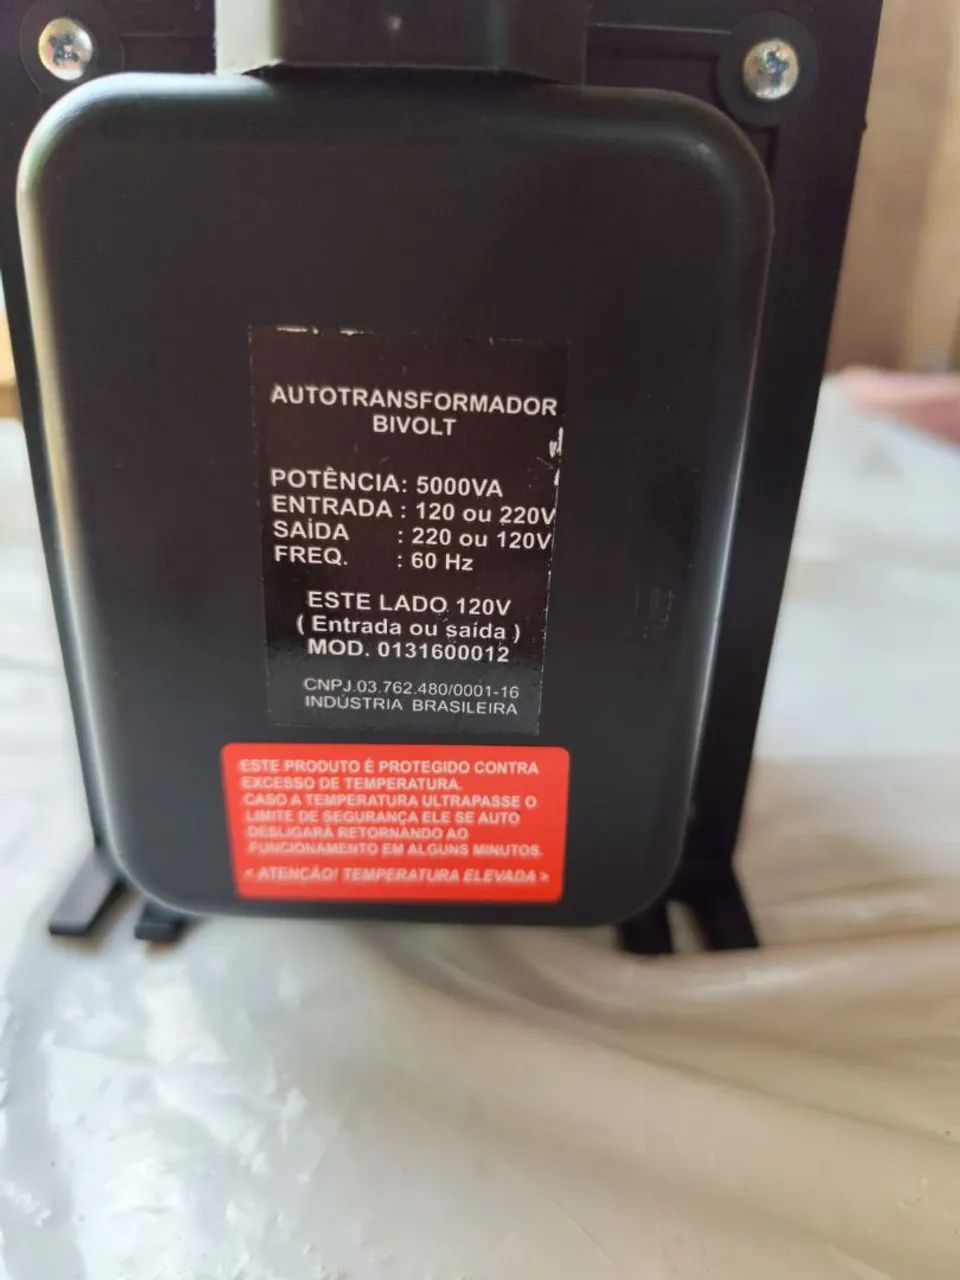 AUTOTRANSFORMADOR
BIVOLT
POTÊNCIA: 5000VA
ENTRADA : 120 ou 220V
SAÍDA : 220 ou 120V
FREQ. : 60 Hz
ESTE LADO 120V
( Entrada ou saída )
MOD. 0131600012
CNPJ.03.762.480/0001-16
INDÚSTRIA BRASILEIRA
ESTE PRODUTO É PROTEGIDO CONTRA
EXCESSO DE TEMPERATURA.
CASO A TEMPERATURA ULTRAPASSE O
LIMITE DE SEGURANÇA ELE SE AUTO
DESLIGARÁ RETORNANDO AO
FUNCIONAMENTO EM ALGUNS MINUTOS.
< ATENÇÃO! TEMPERATURA ELEVADA >